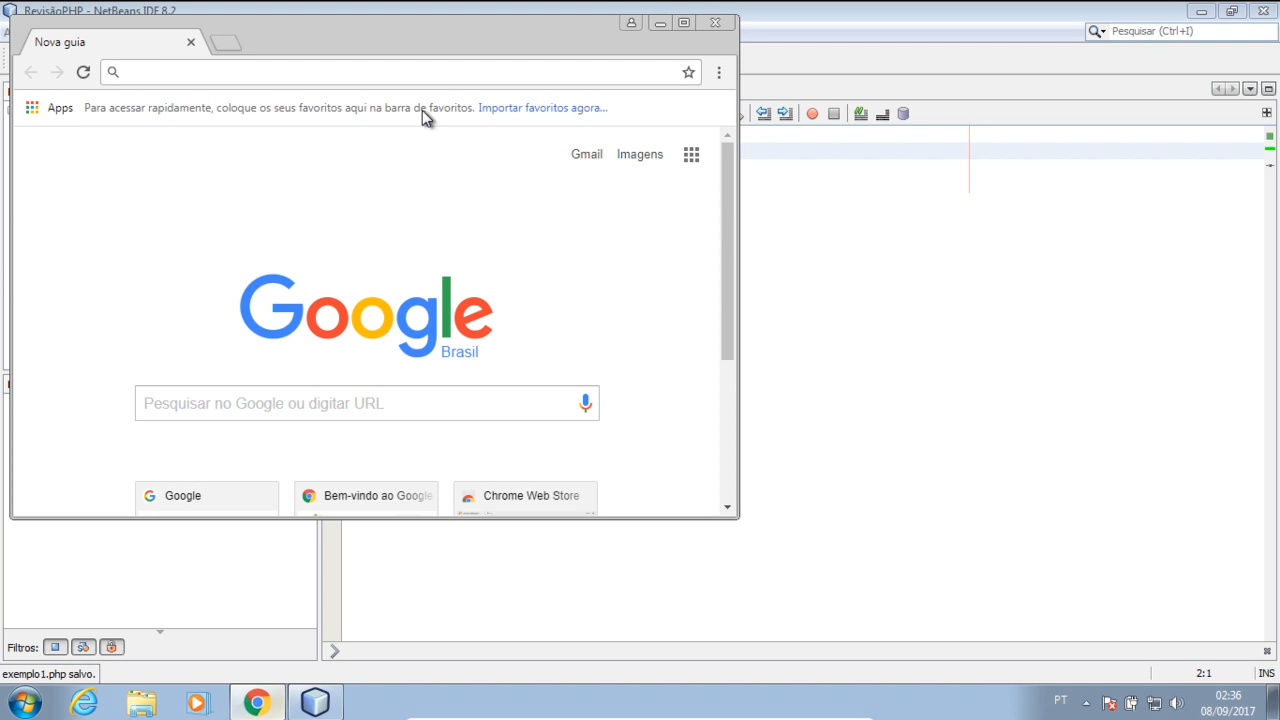 RevisãoPHP - NetBeans IDE 8.2
Pesquisar (Ctrl+I)
Nova guia
Apps Para acessar rapidamente, coloque os seus favoritos aqui na barra de favoritos. Importar favoritos agora...
Gmail Imagens
Google
Brasil
Pesquisar no Google ou digitar URL
Google Bem-vindo ao Google Chrome Web Store
Filtros:
exemplo1.php salvo.
2:1 INS
PT
02:36
08/09/2017